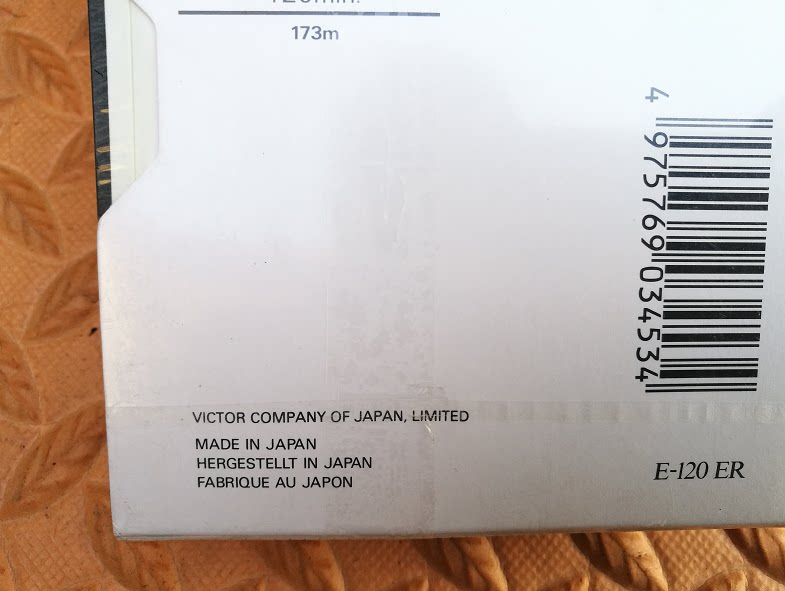 120min.
173m
4 975769 034534
VICTOR COMPANY OF JAPAN, LIMITED
MADE IN JAPAN
HERGESTELLT IN JAPAN
FABRIQUE AU JAPON
E-120 ER